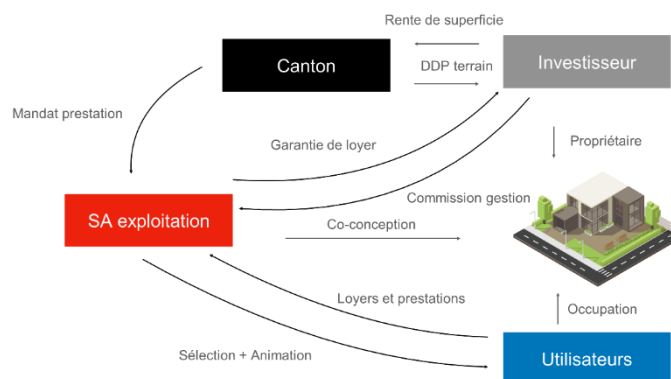 Rente de superficie
Canton
DDP terrain
Investisseur
Mandat prestation
Garantie de loyer
Propriétaire
Commission gestion
SA exploitation
Co-conception
Loyers et prestations
Occupation
Sélection + Animation
Utilisateurs